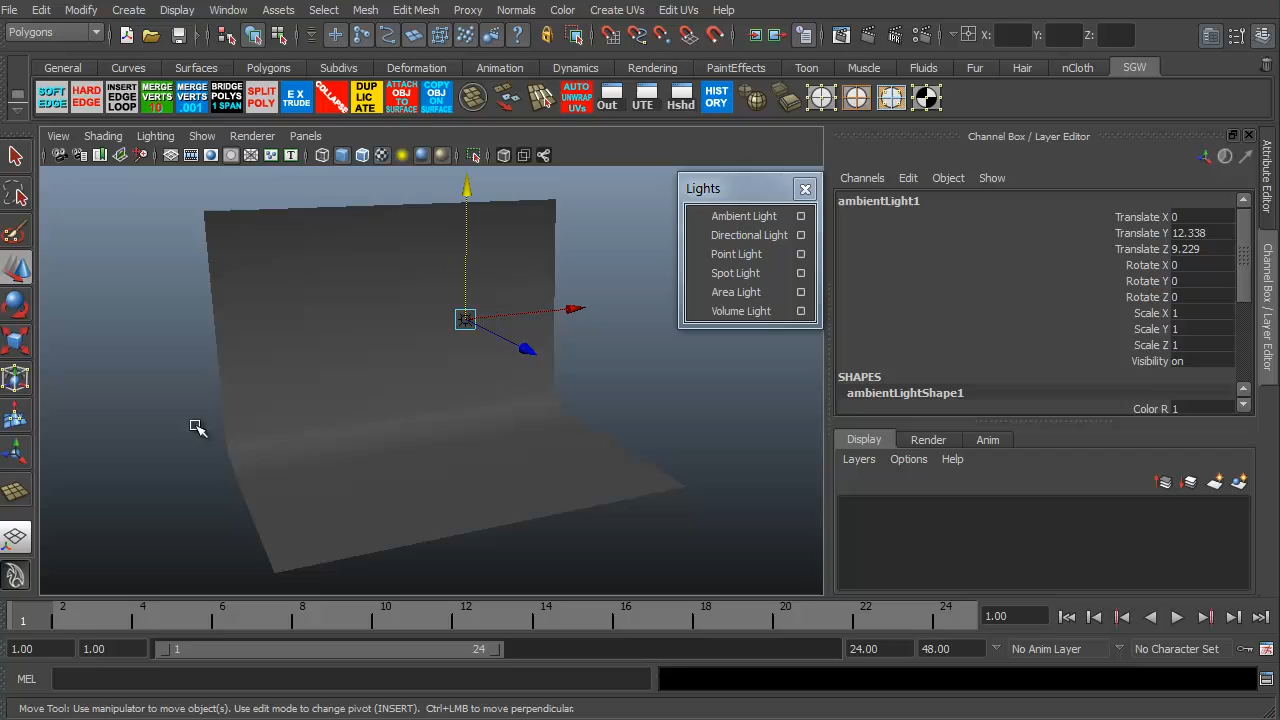 File Edit Modify Create Display Window Assets Select Mesh Edit Mesh Proxy Normals Color Create UVs Edit UVs Help
Polygons X: Y: Z:
General Curves Surfaces Polygons Subdivs Deformation Animation Dynamics Rendering PaintEffects Toon Muscle Fluids Fur Hair nCloth SGW
SOFT EDGE HARD EDGE INSERT EDGE LOOP MERGE VERTS 10 MERGE VERTS .001 BRIDGE POLYS 1 SPAN SPLIT POLY EX TRUDE COLLAPSE DUP LIC ATE ATTACH OBJ TO SURFACE COPY OBJ ON SURFACE AUTO UNWRAP UVs Out UTE Hshd HIST ORY
View Shading Lighting Show Renderer Panels
Channel Box / Layer Editor
Channels Edit Object Show
Lights
Ambient Light
Directional Light
Point Light
Spot Light
Area Light
Volume Light
ambientLight1
Translate X 0
Translate Y 12.338
Translate Z 9.229
Rotate X 0
Rotate Y 0
Rotate Z 0
Scale X 1
Scale Y 1
Scale Z 1
Visibility on
SHAPES
ambientLightShape1
Color R 1
Display Render Anim
Layers Options Help
Attribute Editor
Channel Box / Layer Editor
1 2 4 6 8 10 12 14 16 18 20 22 24 1.00
1.00 1.00 1 24 24.00 48.00 No Anim Layer No Character Set
MEL
Move Tool: Use manipulator to move object(s). Use edit mode to change pivot (INSERT). Ctrl+LMB to move perpendicular.